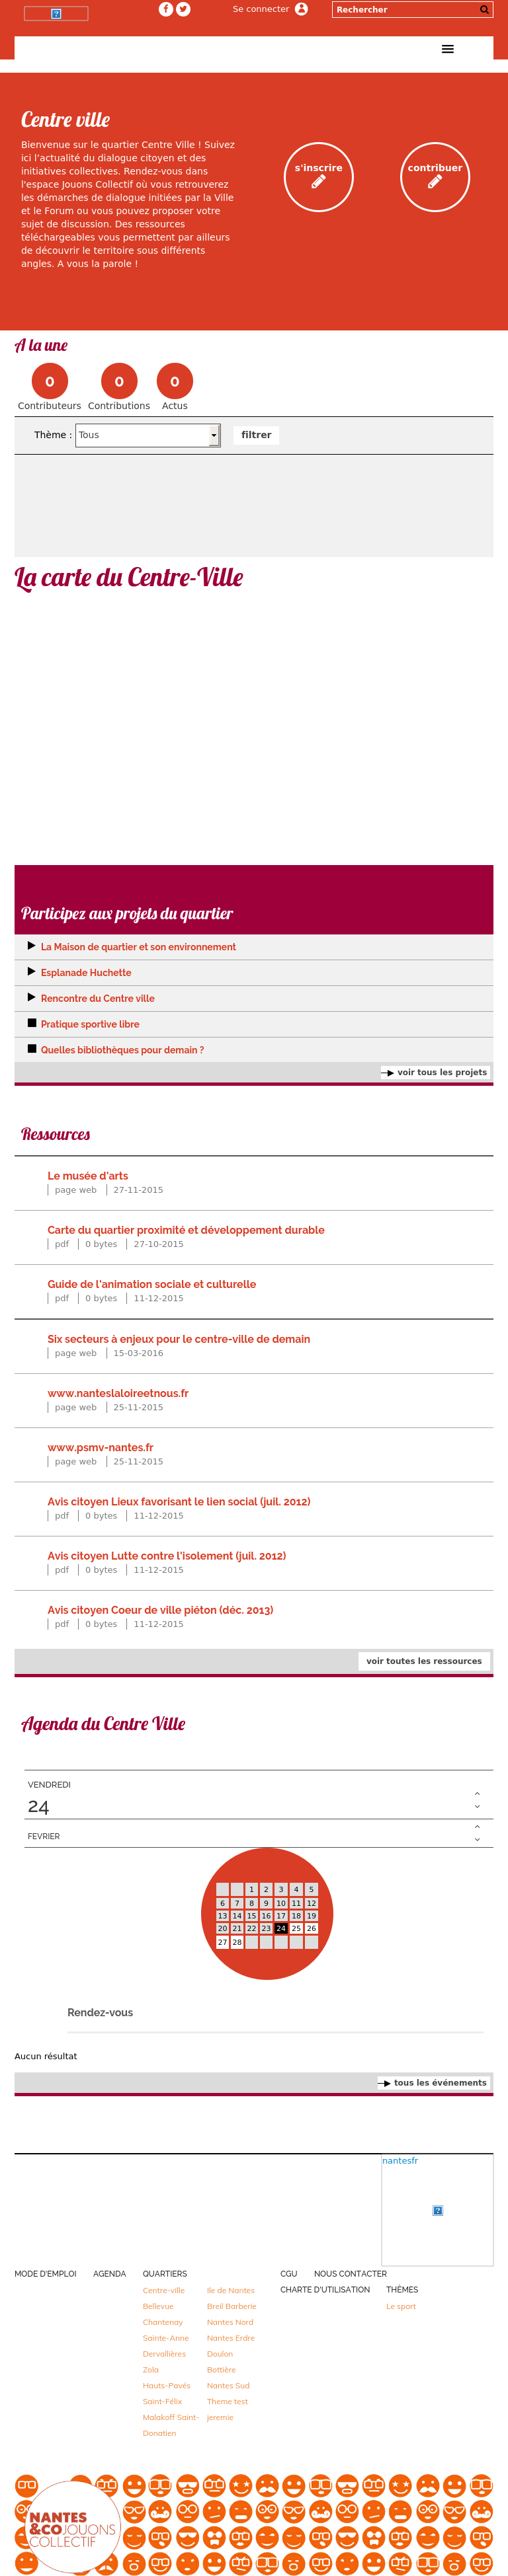 Se connecter
Rechercher
Centre ville
Bienvenue sur le quartier Centre Ville ! Suivez
ici l'actualité du dialogue citoyen et des
initiatives collectives. Rendez-vous dans
l'espace Jouons Collectif où vous retrouverez
les démarches de dialogue initiées par la Ville
et le Forum ou vous pouvez proposer votre
sujet de discussion. Des ressources
téléchargeables vous permettent par ailleurs
de découvrir le territoire sous différents
angles. A vous la parole !
s'inscrire
contribuer
A la une
0 0 0
Contributeurs Contributions Actus
Thème : Tous filtrer
La carte du Centre-Ville
Participez aux projets du quartier
La Maison de quartier et son environnement
Esplanade Huchette
Rencontre du Centre ville
Pratique sportive libre
Quelles bibliothèques pour demain ?
voir tous les projets
Ressources
Le musée d'arts
page web 27-11-2015
Carte du quartier proximité et développement durable
pdf 0 bytes 27-10-2015
Guide de l'animation sociale et culturelle
pdf 0 bytes 11-12-2015
Six secteurs à enjeux pour le centre-ville de demain
page web 15-03-2016
www.nanteslaloireetnous.fr
page web 25-11-2015
www.psmv-nantes.fr
page web 25-11-2015
Avis citoyen Lieux favorisant le lien social (juil. 2012)
pdf 0 bytes 11-12-2015
Avis citoyen Lutte contre l'isolement (juil. 2012)
pdf 0 bytes 11-12-2015
Avis citoyen Coeur de ville piéton (déc. 2013)
pdf 0 bytes 11-12-2015
voir toutes les ressources
Agenda du Centre Ville
VENDREDI
24
FEVRIER
1 2 3 4 5
6 7 8 9 10 11 12
13 14 15 16 17 18 19
20 21 22 23 24 25 26
27 28
Rendez-vous
Aucun résultat
tous les événements
nantesfr
MODE D'EMPLOI
AGENDA
QUARTIERS
Centre-ville
Bellevue
Chantenay
Sainte-Anne
Dervallières
Zola
Hauts-Pavés
Saint-Félix
Malakoff Saint-
Donatien
Ile de Nantes
Breil Barberie
Nantes Nord
Nantes Erdre
Doulon
Bottière
Nantes Sud
Theme test
jeremie
CGU
NOUS CONTACTER
CHARTE D'UTILISATION
THÈMES
Le sport
NANTES
&COJOUONS
COLLECTIF